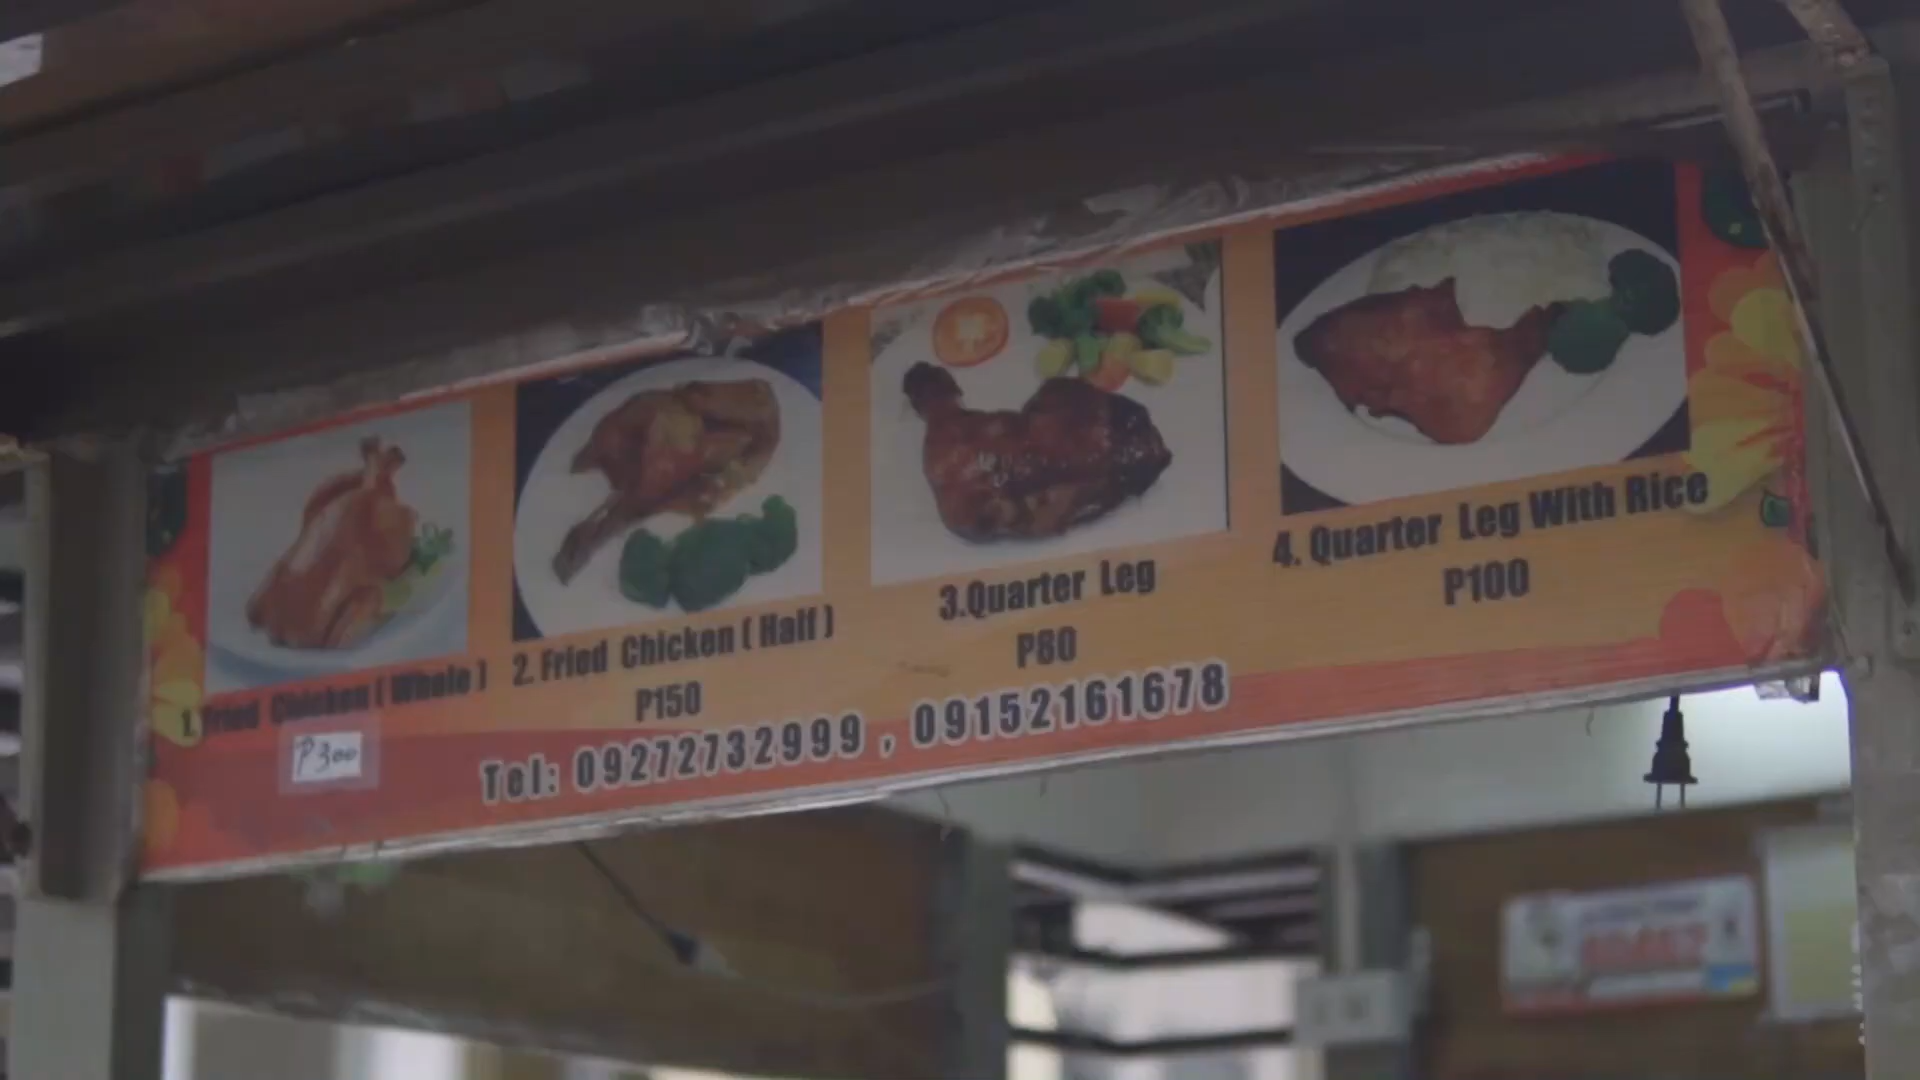 1. Fried Chicken ( Whole )
P300
2. Fried Chicken ( Half )
P150
3.Quarter Leg
P80
4. Quarter Leg With Rice
P100
Tel: 09272732999 , 09152161678